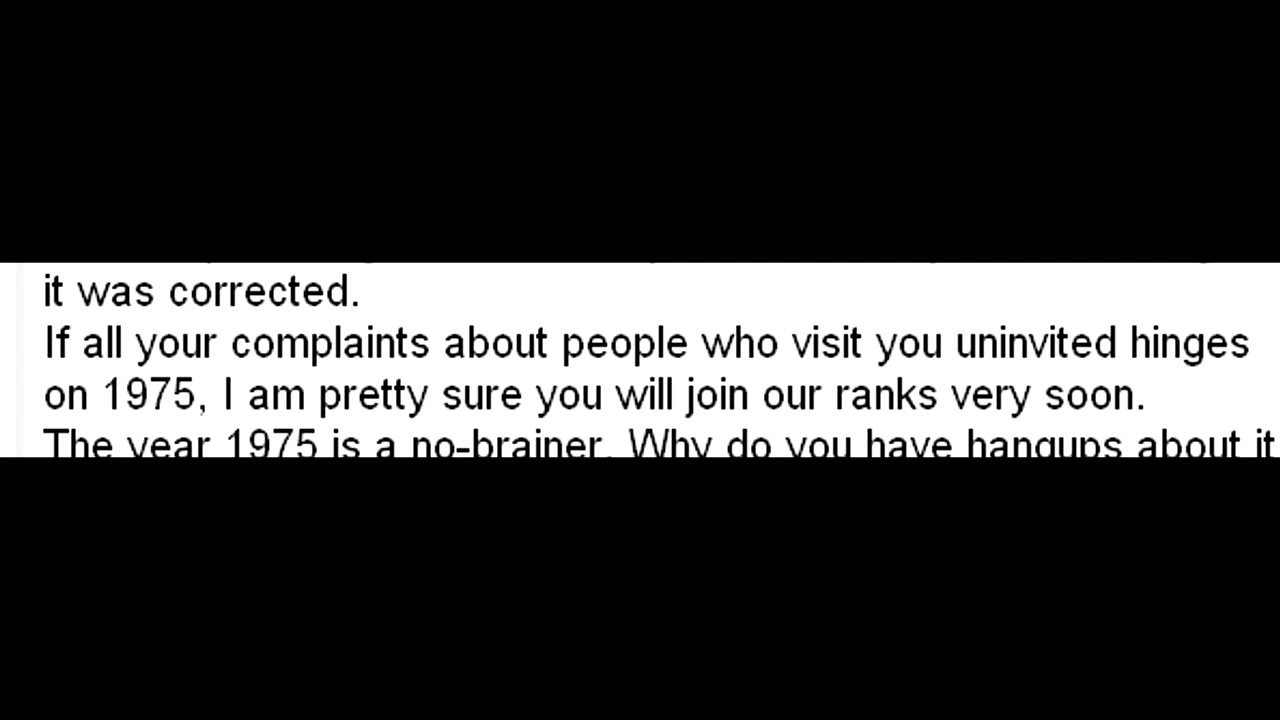 it was corrected.
If all your complaints about people who visit you uninvited hinges
on 1975, I am pretty sure you will join our ranks very soon.
The year 1975 is a no-brainer. Why do you have hangups about it